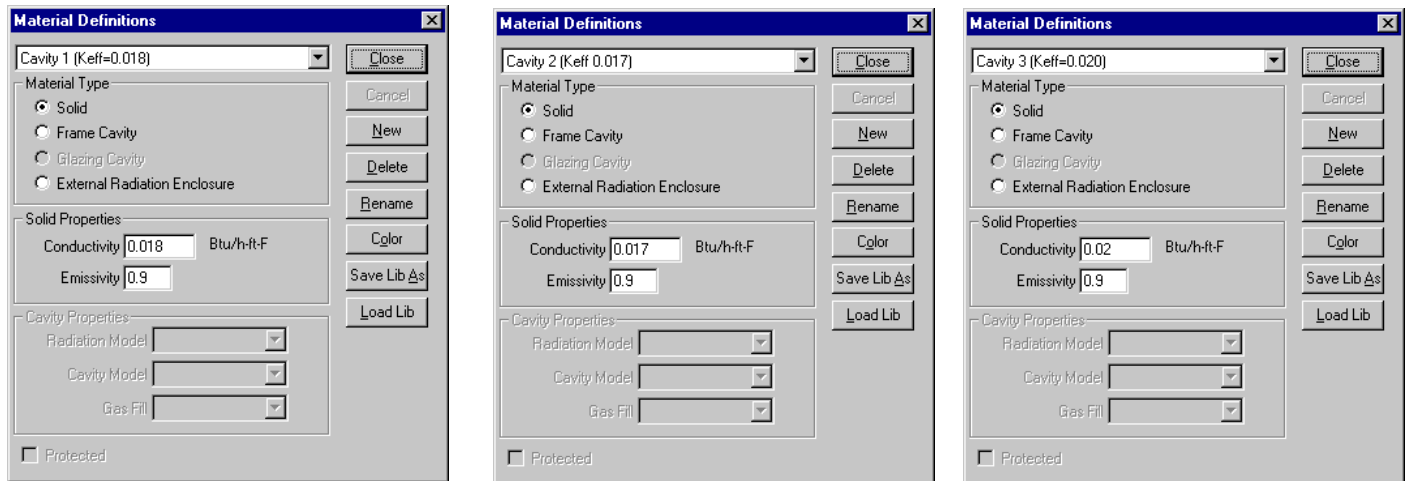 Material Definitions
Cavity 1 (Keff=0.018)
Close
Material Type
Cancel
Solid
Frame Cavity
New
Glazing Cavity
Delete
External Radiation Enclosure
Rename
Solid Properties
Conductivity 0.018 Btu/h-ft-F
Color
Emissivity 0.9
Save Lib As
Load Lib
Cavity Properties
Radiation Model
Cavity Model
Gas Fill
Protected
Material Definitions
Cavity 2 (Keff 0.017)
Close
Material Type
Cancel
Solid
Frame Cavity
New
Glazing Cavity
Delete
External Radiation Enclosure
Rename
Solid Properties
Conductivity 0.017 Btu/h-ft-F
Color
Emissivity 0.9
Save Lib As
Load Lib
Cavity Properties
Radiation Model
Cavity Model
Gas Fill
Protected
Material Definitions
Cavity 3 (Keff=0.020)
Close
Material Type
Cancel
Solid
Frame Cavity
New
Glazing Cavity
Delete
External Radiation Enclosure
Rename
Solid Properties
Conductivity 0.02 Btu/h-ft-F
Color
Emissivity 0.9
Save Lib As
Load Lib
Cavity Properties
Radiation Model
Cavity Model
Gas Fill
Protected